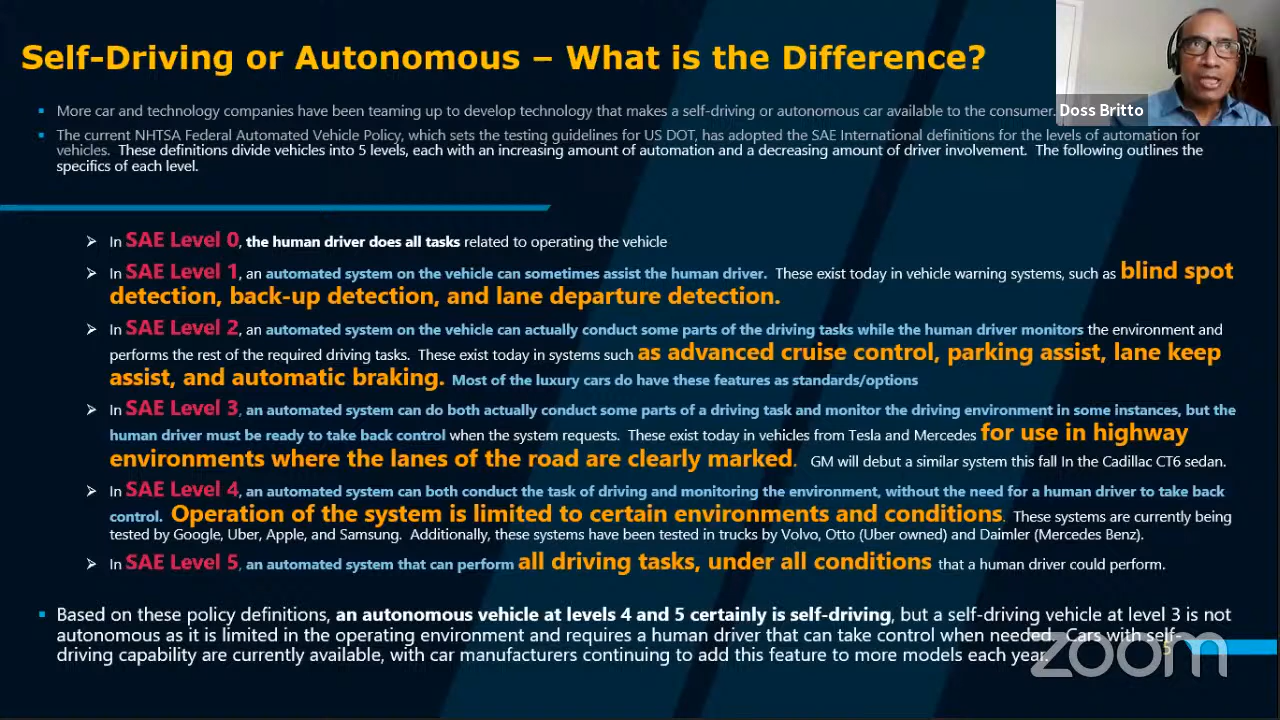 Self-Driving or Autonomous – What is the Difference?
Doss Britto
▪ More car and technology companies have been teaming up to develop technology that makes a self-driving or autonomous car available to the consumer.
▪ The current NHTSA Federal Automated Vehicle Policy, which sets the testing guidelines for US DOT, has adopted the SAE International definitions for the levels of automation for
vehicles. These definitions divide vehicles into 5 levels, each with an increasing amount of automation and a decreasing amount of driver involvement. The following outlines the
specifics of each level.
➢ In SAE Level 0, the human driver does all tasks related to operating the vehicle
➢ In SAE Level 1, an automated system on the vehicle can sometimes assist the human driver. These exist today in vehicle warning systems, such as blind spot
detection, back-up detection, and lane departure detection.
➢ In SAE Level 2, an automated system on the vehicle can actually conduct some parts of the driving tasks while the human driver monitors the environment and
performs the rest of the required driving tasks. These exist today in systems such as advanced cruise control, parking assist, lane keep
assist, and automatic braking. Most of the luxury cars do have these features as standards/options
➢ In SAE Level 3, an automated system can do both actually conduct some parts of a driving task and monitor the driving environment in some instances, but the
human driver must be ready to take back control when the system requests. These exist today in vehicles from Tesla and Mercedes for use in highway
environments where the lanes of the road are clearly marked. GM will debut a similar system this fall In the Cadillac CT6 sedan.
➢ In SAE Level 4, an automated system can both conduct the task of driving and monitoring the environment, without the need for a human driver to take back
control. Operation of the system is limited to certain environments and conditions. These systems are currently being
tested by Google, Uber, Apple, and Samsung. Additionally, these systems have been tested in trucks by Volvo, Otto (Uber owned) and Daimler (Mercedes Benz).
➢ In SAE Level 5, an automated system that can perform all driving tasks, under all conditions that a human driver could perform.
▪ Based on these policy definitions, an autonomous vehicle at levels 4 and 5 certainly is self-driving, but a self-driving vehicle at level 3 is not
autonomous as it is limited in the operating environment and requires a human driver that can take control when needed. Cars with self-
driving capability are currently available, with car manufacturers continuing to add this feature to more models each year.
5
zoom